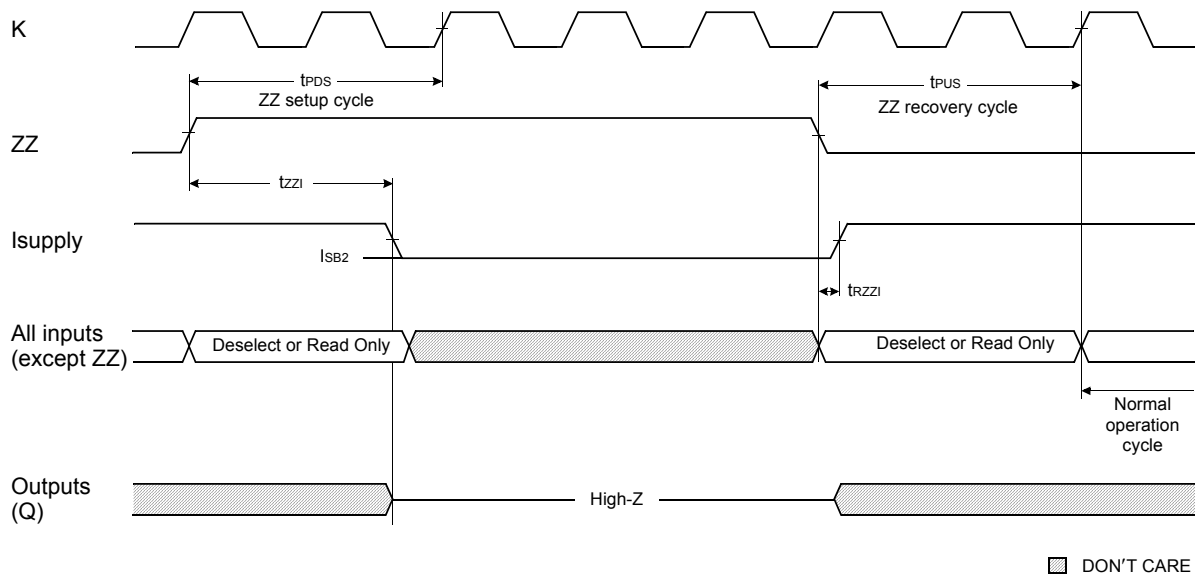 K
tPDS
ZZ setup cycle
tPUS
ZZ recovery cycle
ZZ
tZZI
Isupply
ISB2
tRZZI
All inputs
(except ZZ)
Deselect or Read Only
Deselect or Read Only
Normal
operation
cycle
Outputs
(Q)
High-Z
DON'T CARE